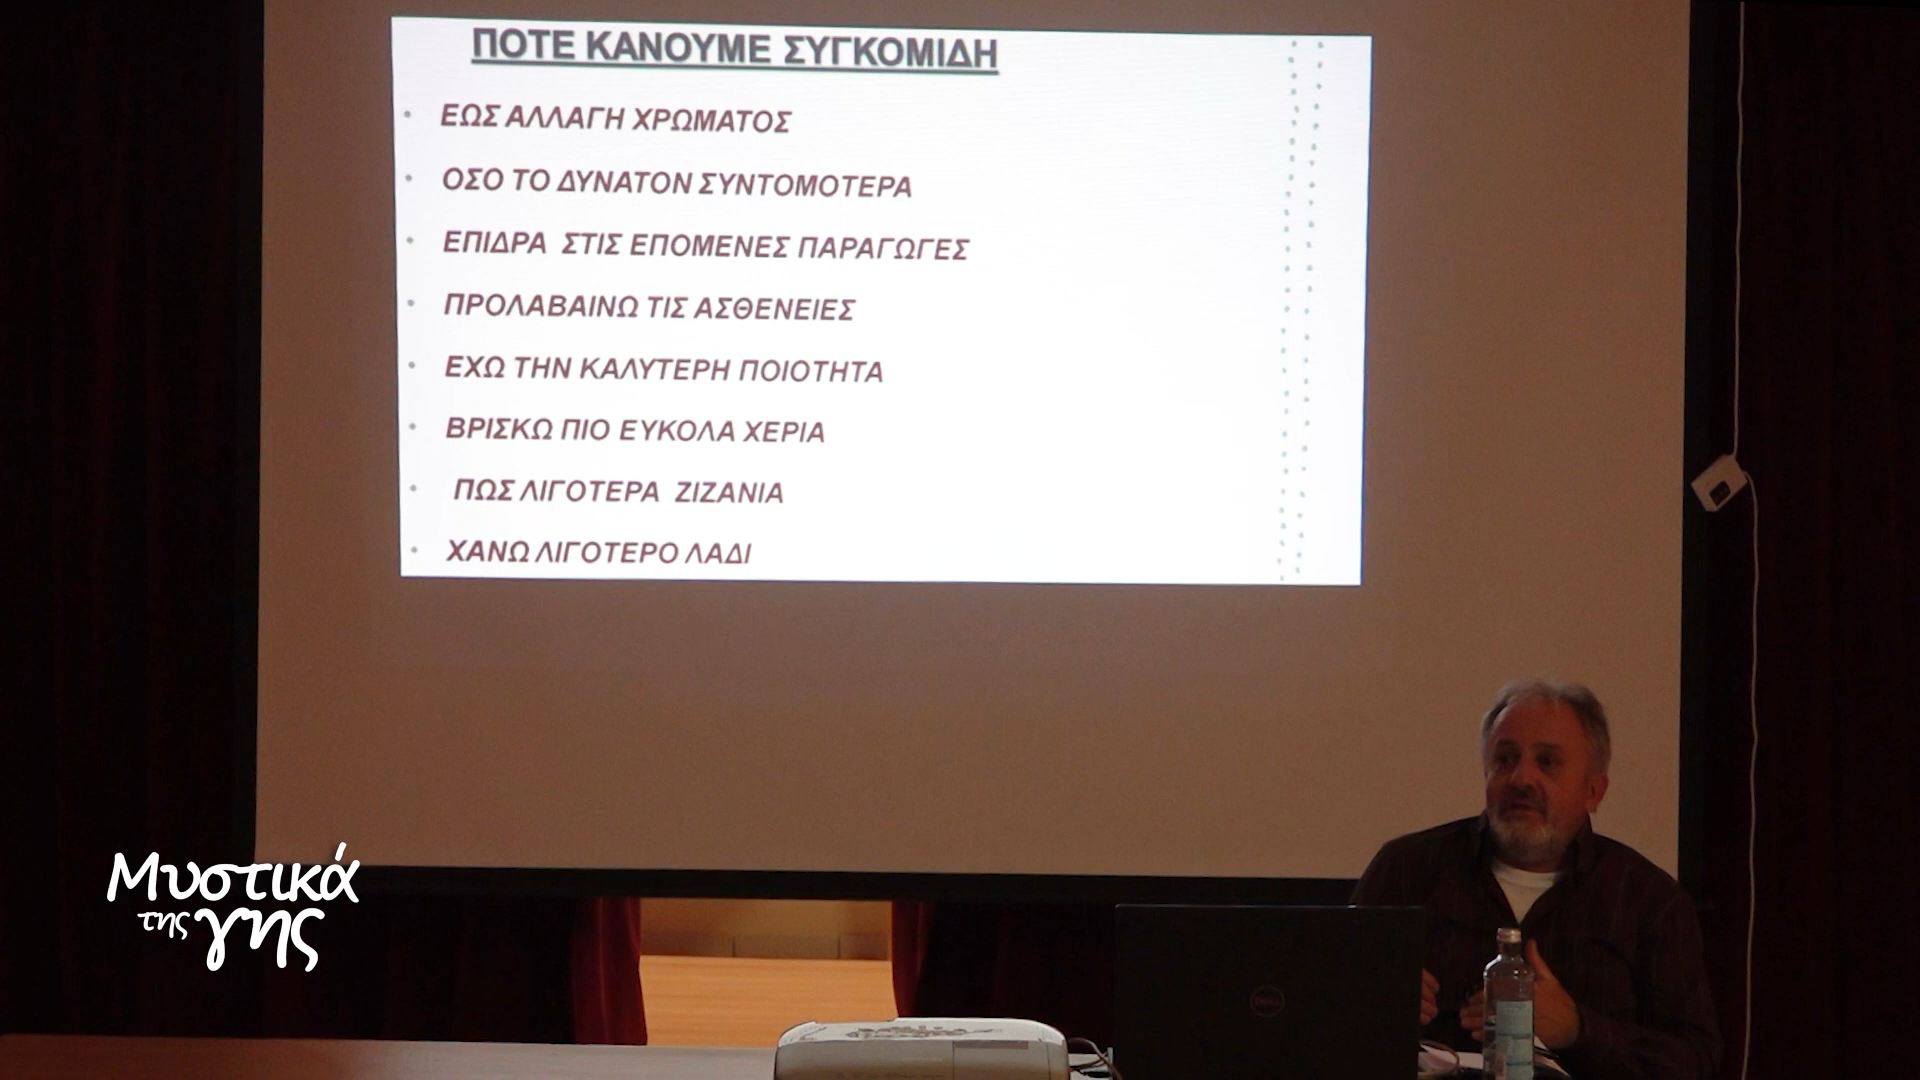 ΠΟΤΕ ΚΑΝΟΥΜΕ ΣΥΓΚΟΜΙΔΗ
• ΕΩΣ ΑΛΛΑΓΗ ΧΡΩΜΑΤΟΣ
• ΟΣΟ ΤΟ ΔΥΝΑΤΟΝ ΣΥΝΤΟΜΟΤΕΡΑ
• ΕΠΙΔΡΑ ΣΤΙΣ ΕΠΟΜΕΝΕΣ ΠΑΡΑΓΩΓΕΣ
• ΠΡΟΛΑΒΑΙΝΩ ΤΙΣ ΑΣΘΕΝΕΙΕΣ
• ΕΧΩ ΤΗΝ ΚΑΛΥΤΕΡΗ ΠΟΙΟΤΗΤΑ
• ΒΡΙΣΚΩ ΠΙΟ ΕΥΚΟΛΑ ΧΕΡΙΑ
• ΠΩΣ ΛΙΓΟΤΕΡΑ ΖΙΖΑΝΙΑ
• ΧΑΝΩ ΛΙΓΟΤΕΡΟ ΛΑΔΙ
Μυστικά
της γης
DELL